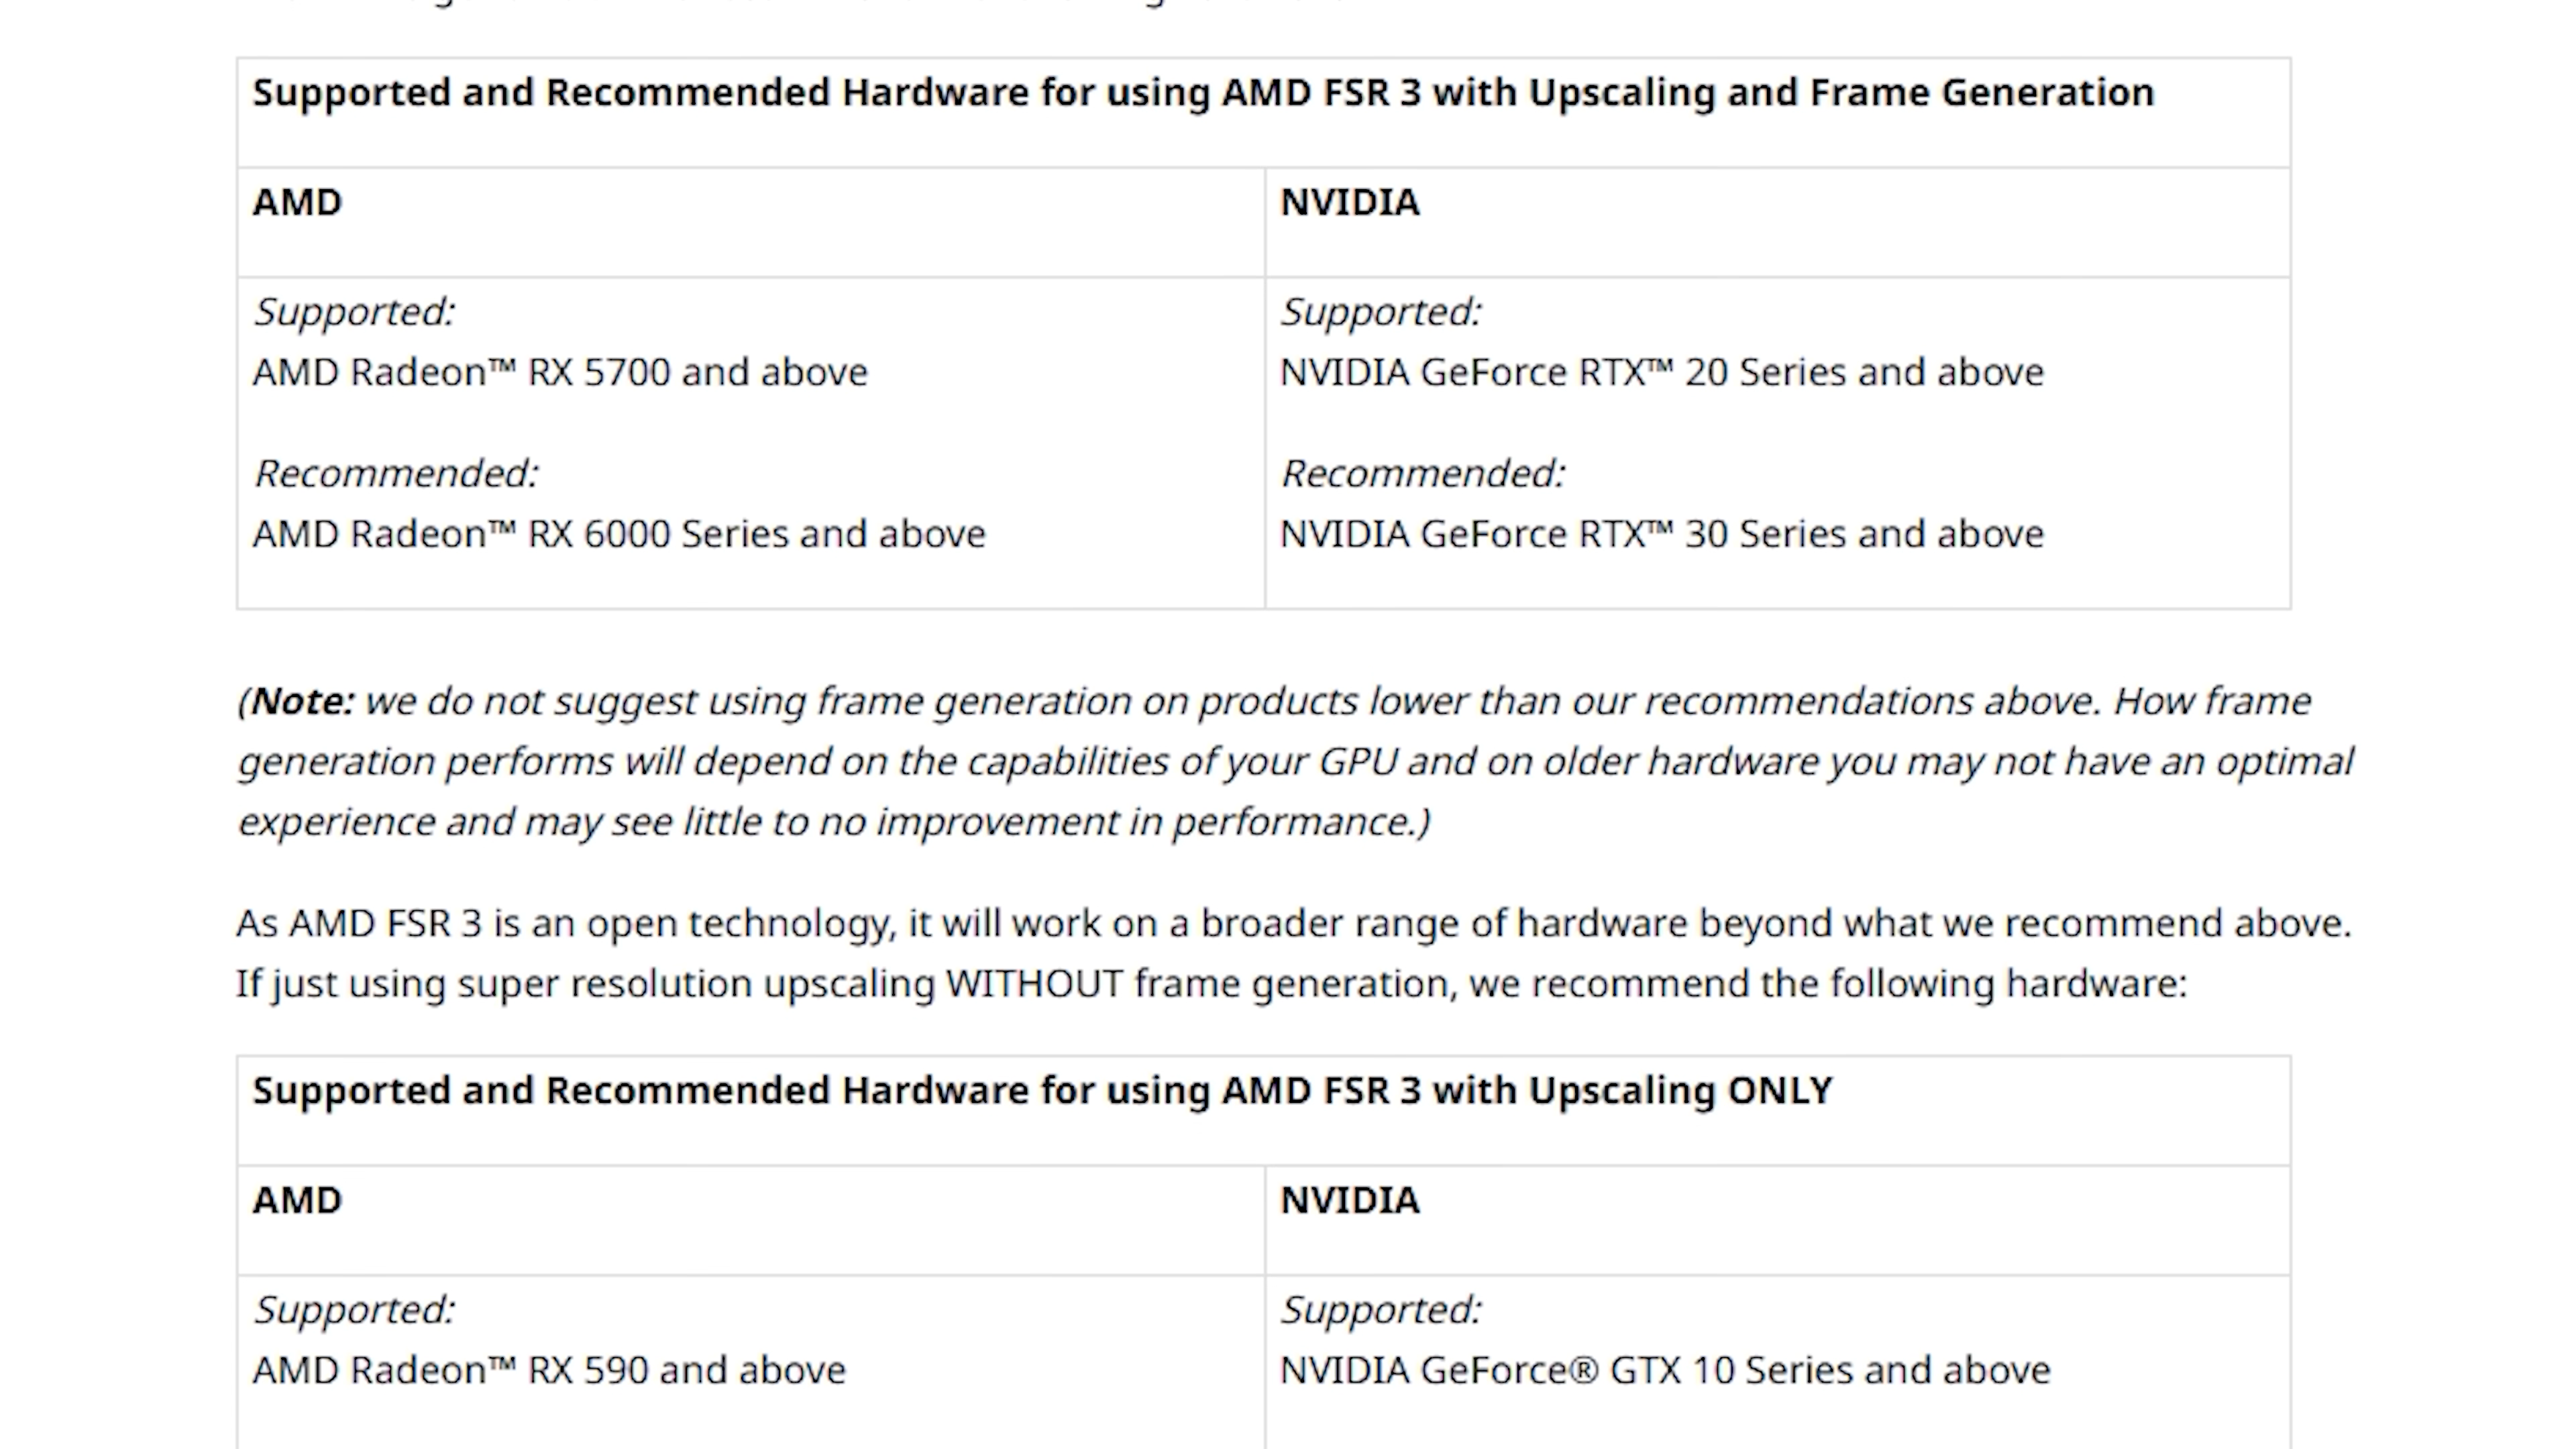 Supported and Recommended Hardware for using AMD FSR 3 with Upscaling and Frame Generation
AMD
NVIDIA
Supported:
AMD Radeon™ RX 5700 and above
Recommended:
AMD Radeon™ RX 6000 Series and above
Supported:
NVIDIA GeForce RTX™ 20 Series and above
Recommended:
NVIDIA GeForce RTX™ 30 Series and above
(Note: we do not suggest using frame generation on products lower than our recommendations above. How frame
generation performs will depend on the capabilities of your GPU and on older hardware you may not have an optimal
experience and may see little to no improvement in performance.)
As AMD FSR 3 is an open technology, it will work on a broader range of hardware beyond what we recommend above.
If just using super resolution upscaling WITHOUT frame generation, we recommend the following hardware:
Supported and Recommended Hardware for using AMD FSR 3 with Upscaling ONLY
AMD
NVIDIA
Supported:
AMD Radeon™ RX 590 and above
Supported:
NVIDIA GeForce® GTX 10 Series and above